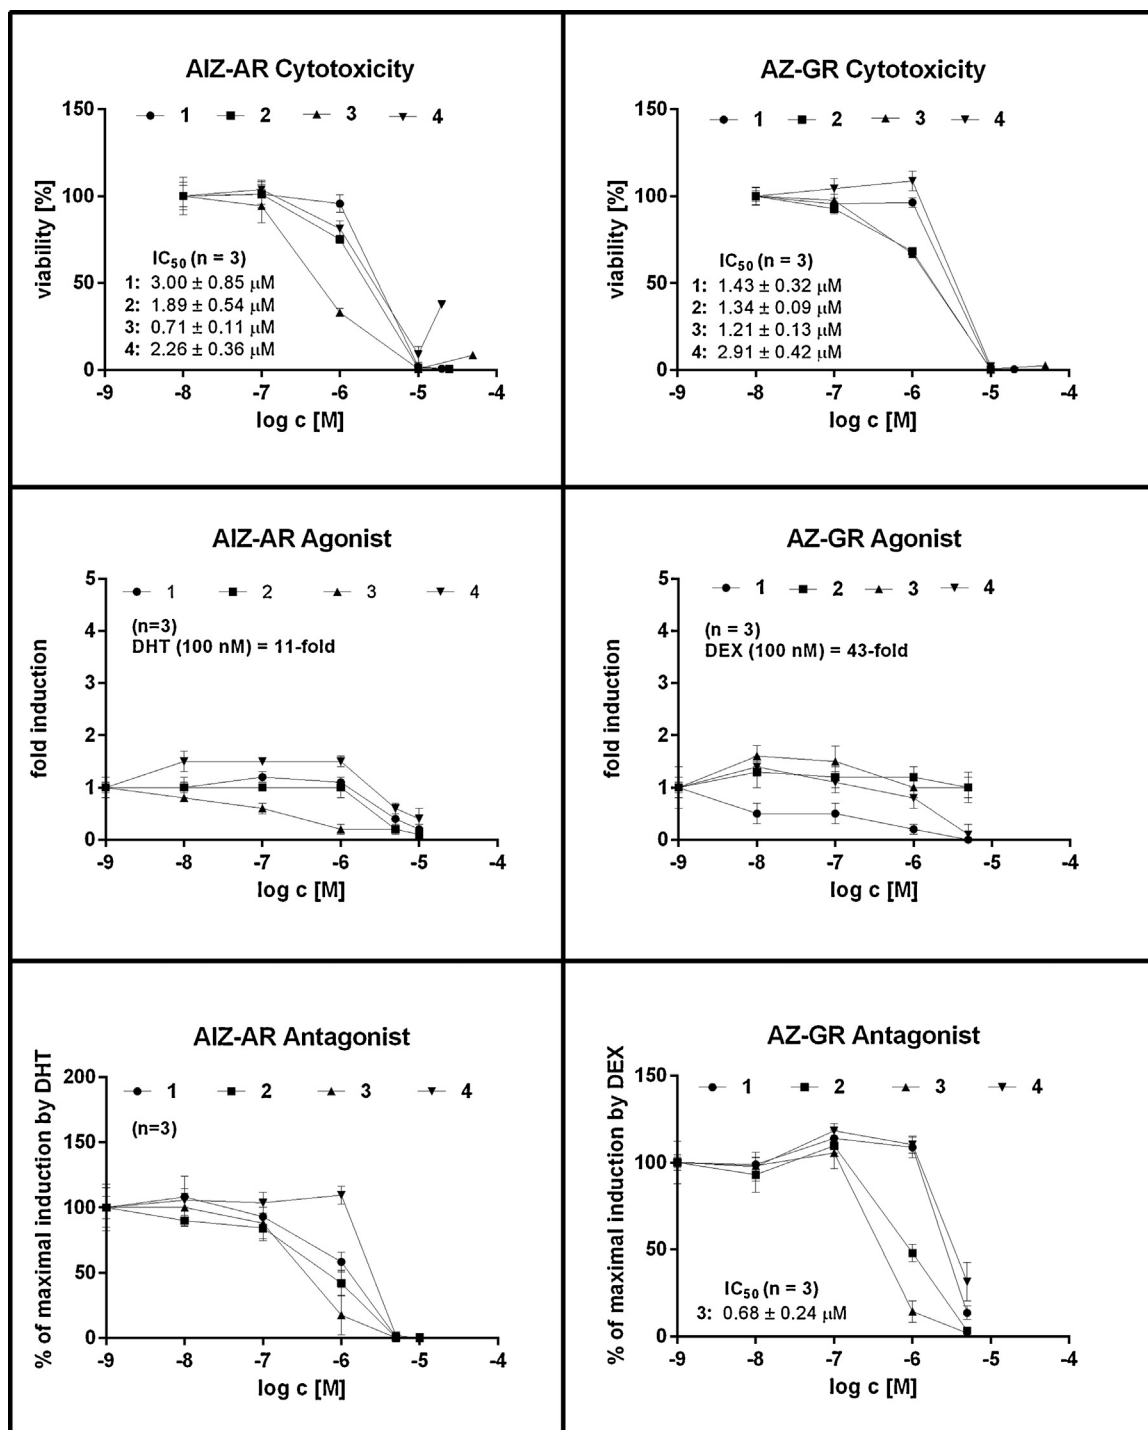 AIZ-AR Cytotoxicity
1 2 3 4
viability [%]
150
100
50
0
IC50 (n = 3)
1: 3.00 ± 0.85 µM
2: 1.89 ± 0.54 µM
3: 0.71 ± 0.11 µM
4: 2.26 ± 0.36 µM
-9 -8 -7 -6 -5 -4
log c [M]
AZ-GR Cytotoxicity
1 2 3 4
viability [%]
150
100
50
0
IC50 (n = 3)
1: 1.43 ± 0.32 µM
2: 1.34 ± 0.09 µM
3: 1.21 ± 0.13 µM
4: 2.91 ± 0.42 µM
-9 -8 -7 -6 -5 -4
log c [M]
AIZ-AR Agonist
1 2 3 4
fold induction
5
4
3
2
1
0
(n=3)
DHT (100 nM) = 11-fold
-9 -8 -7 -6 -5 -4
log c [M]
AZ-GR Agonist
1 2 3 4
fold induction
5
4
3
2
1
0
(n = 3)
DEX (100 nM) = 43-fold
-9 -8 -7 -6 -5 -4
log c [M]
AIZ-AR Antagonist
1 2 3 4
% of maximal induction by DHT
200
150
100
50
0
(n=3)
-9 -8 -7 -6 -5 -4
log c [M]
AZ-GR Antagonist
1 2 3 4
% of maximal induction by DEX
150
100
50
0
IC50 (n = 3)
3: 0.68 ± 0.24 µM
-9 -8 -7 -6 -5 -4
log c [M]